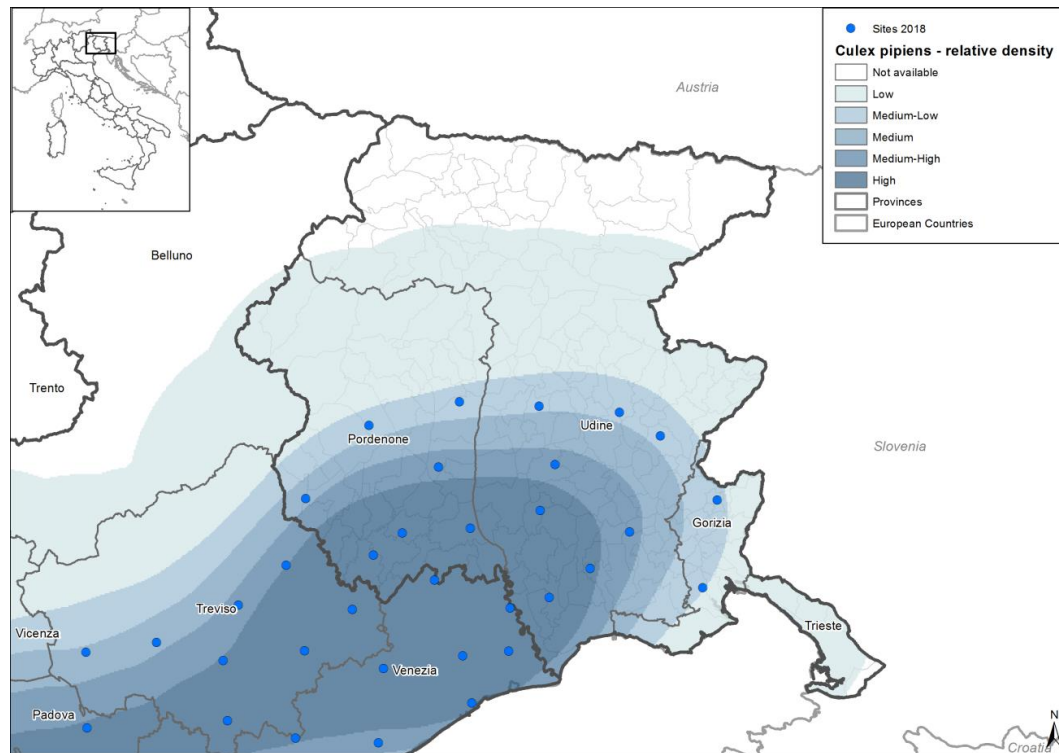 Sites 2018
Culex pipiens - relative density
Not available
Low
Medium-Low
Medium
Medium-High
High
Provinces
European Countries
Austria
Belluno
Trento
Slovenia
Pordenone
Udine
Gorizia
Treviso
Vicenza
Trieste
Venezia
Padova
N
Croatia